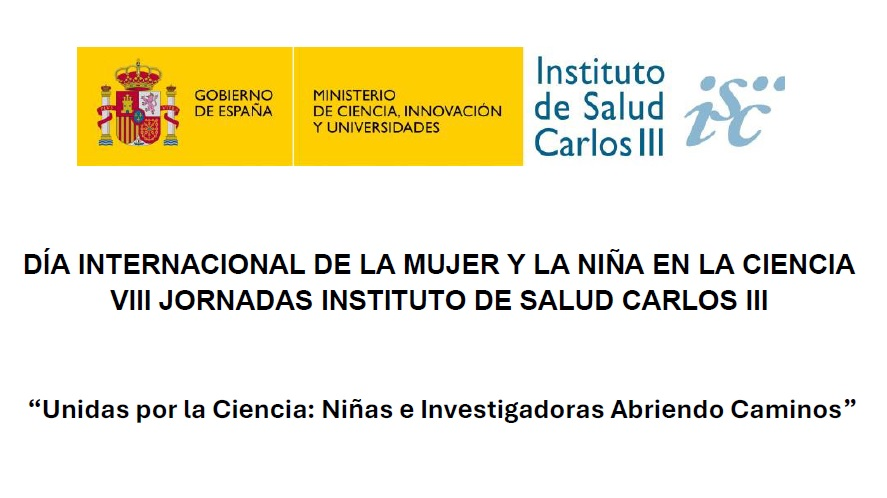 GOBIERNO
DE ESPAÑA
MINISTERIO
DE CIENCIA, INNOVACIÓN
Y UNIVERSIDADES
Instituto
de Salud
Carlos III
isciii
DÍA INTERNACIONAL DE LA MUJER Y LA NIÑA EN LA CIENCIA
VIII JORNADAS INSTITUTO DE SALUD CARLOS III
“Unidas por la Ciencia: Niñas e Investigadoras Abriendo Caminos”